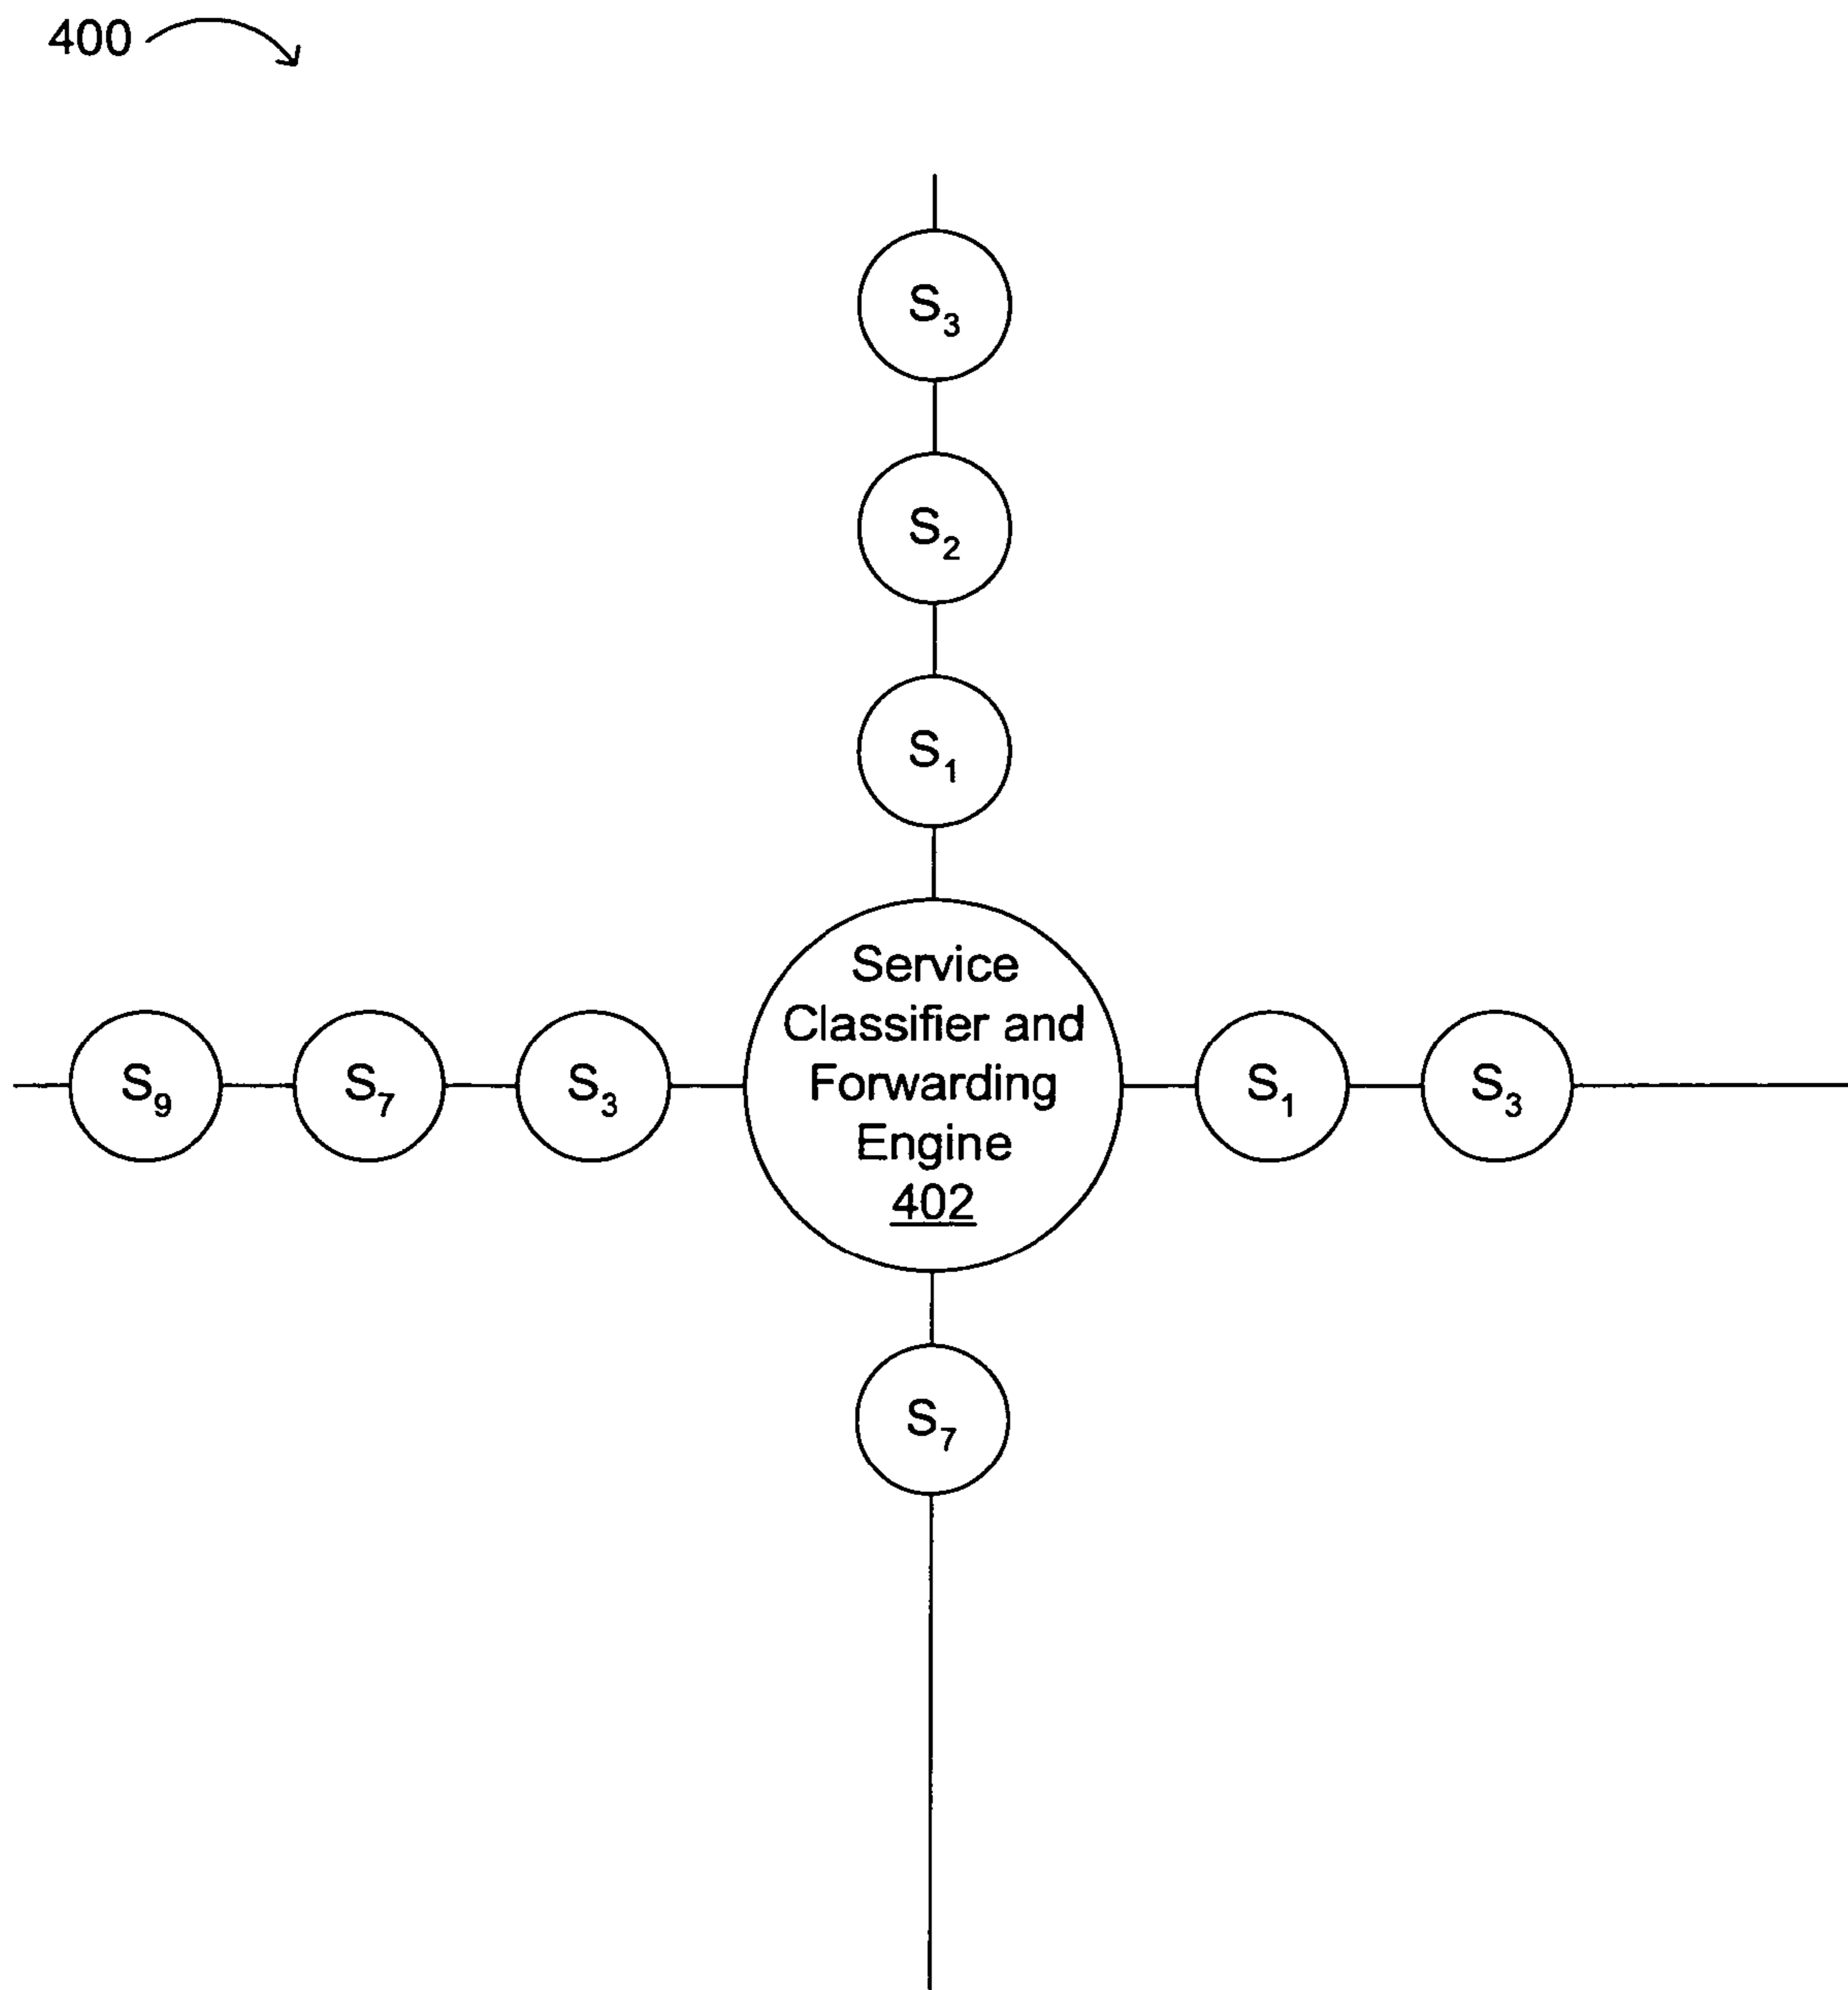 400
S₃
S₂
S₁
Service
Classifier and
Forwarding
Engine
402
S₉ S₇ S₃ S₁ S₃
S₇